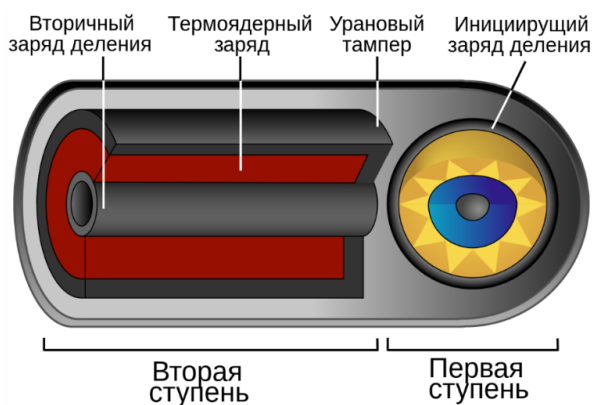 Вторичный
заряд деления
Термоядерный
заряд
Урановый
тампер
Инициирущий
заряд деления
Вторая
ступень
Первая
ступень